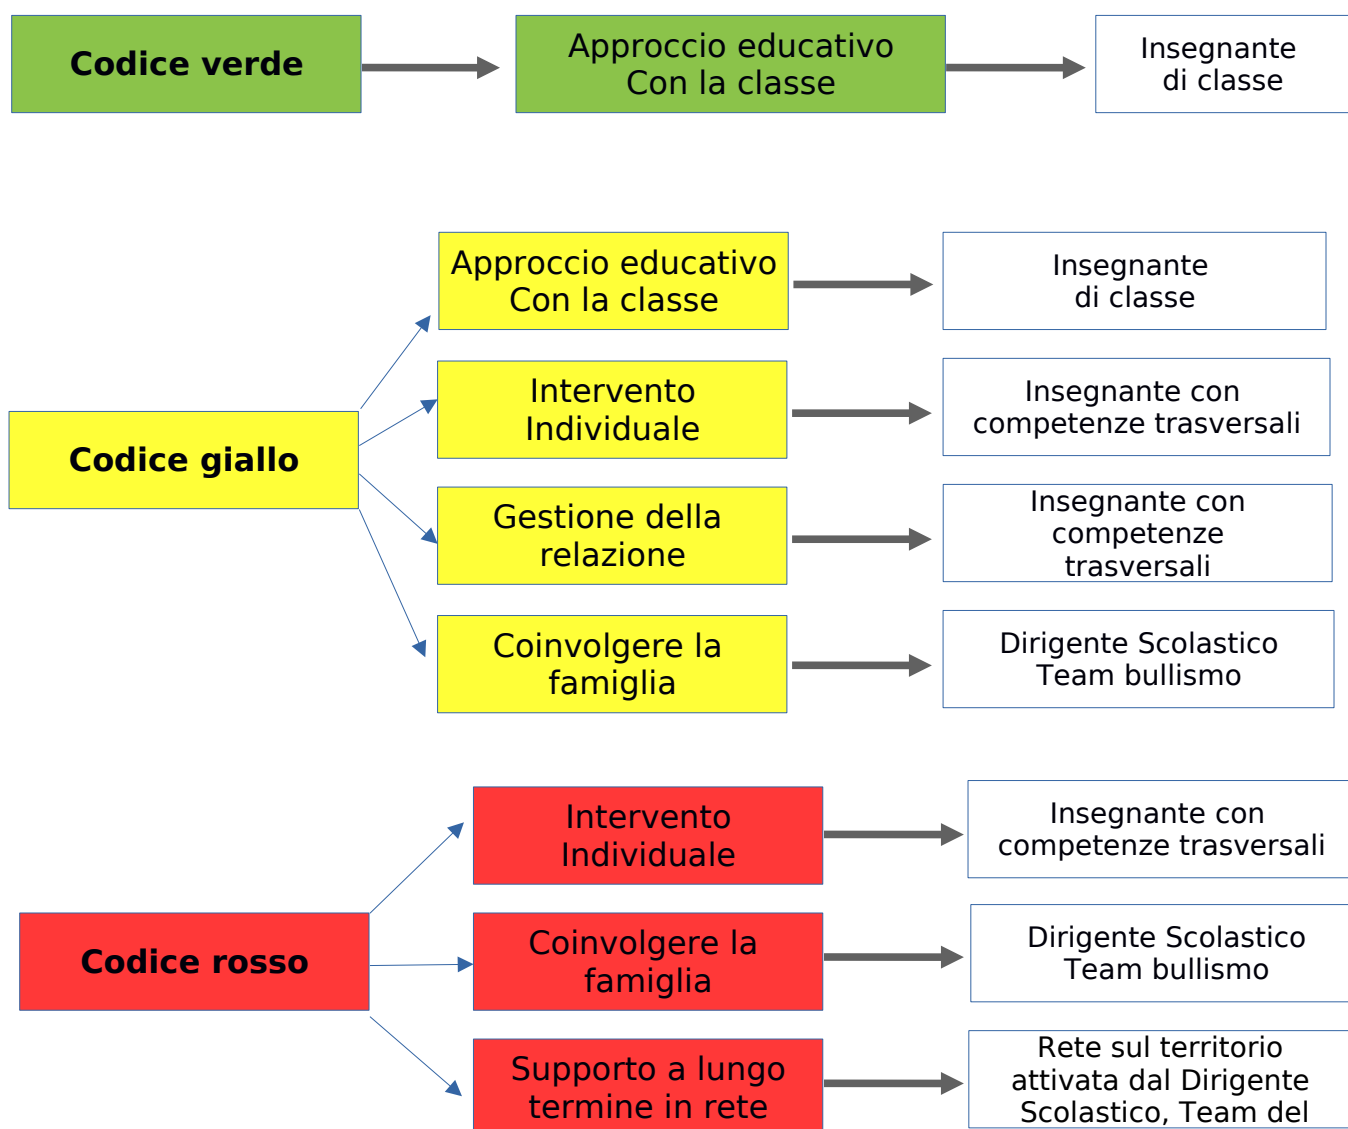 Codice verde
Approccio educativo
Con la classe
Insegnante
di classe
Approccio educativo
Con la classe
Insegnante
di classe
Intervento
Individuale
Insegnante con
competenze trasversali
Codice giallo
Gestione della
relazione
Insegnante con
competenze
trasversali
Coinvolgere la
famiglia
Dirigente Scolastico
Team bullismo
Intervento
Individuale
Insegnante con
competenze trasversali
Codice rosso
Coinvolgere la
famiglia
Dirigente Scolastico
Team bullismo
Supporto a lungo
termine in rete
Rete sul territorio
attivata dal Dirigente
Scolastico, Team del